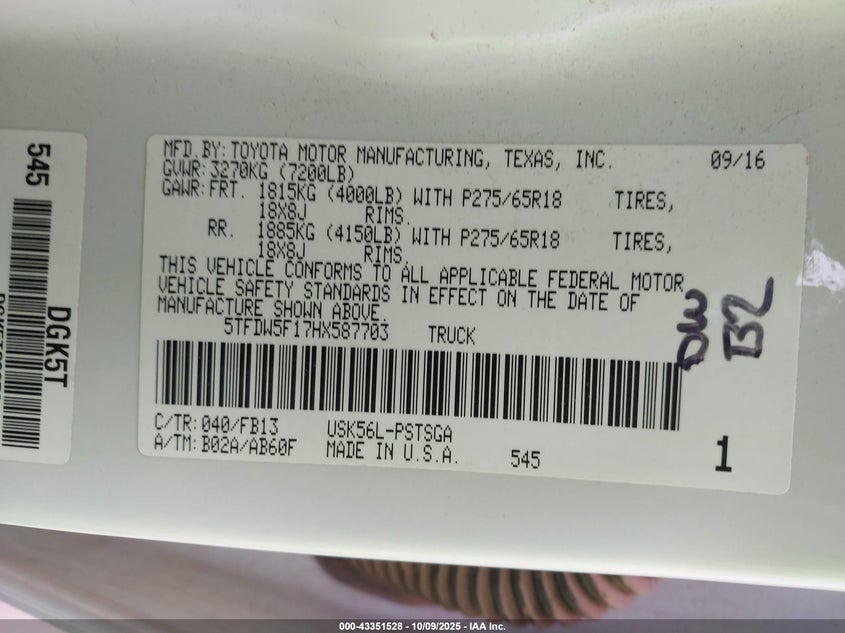 MFD.BY:TOYOTA MOTOR MANUFACTURING, TEXAS, INC. 09/16
GVWR:3270KG (7200LB)
GAWR:FRT. 1815KG (4000LB) WITH P275/65R18 TIRES,
18X8J RIMS.
RR. 1885KG (4150LB) WITH P275/65R18 TIRES,
18X8J RIMS.
THIS VEHICLE CONFORMS TO ALL APPLICABLE FEDERAL MOTOR
VEHICLE SAFETY STANDARDS IN EFFECT ON THE DATE OF
MANUFACTURE SHOWN ABOVE.
5TFDW5F17HX587703 TRUCK
C/TR:040/FB13 USK56L-PSTSGA
A/TM:B02A/AB60F MADE IN U.S.A. 545
1
DW
B2
545
DGK5T
000-43351528 - 10/09/2025 - IAA Inc.